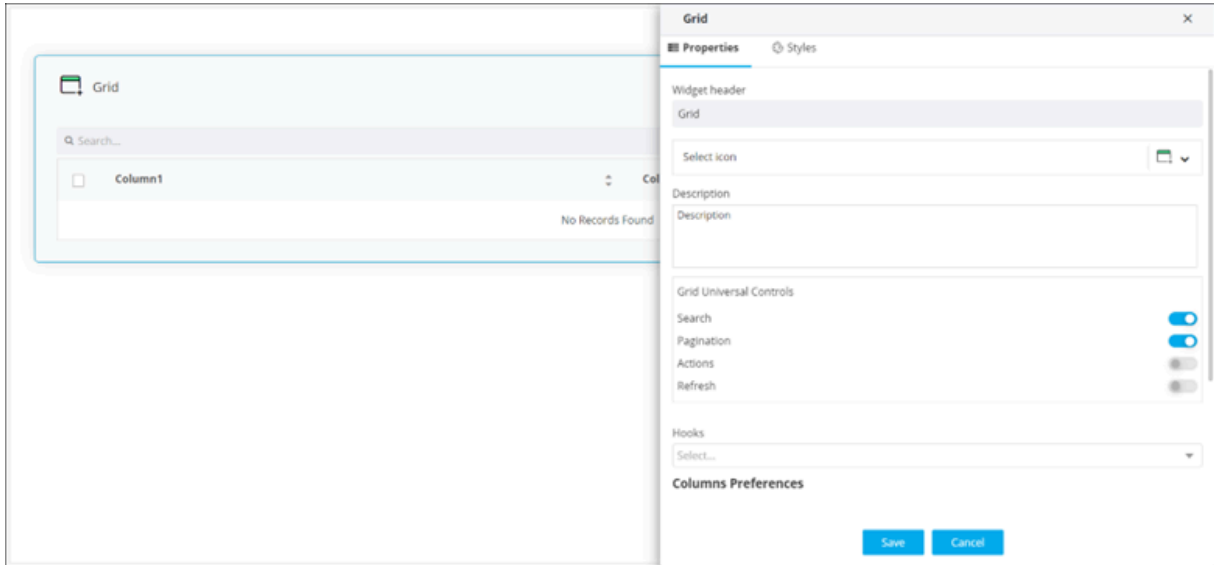 Grid
Search...
Column1
Col
No Records Found
Grid
Properties
Styles
Widget header
Grid
Select icon
Description
Description
Grid Universal Controls
Search
Pagination
Actions
Refresh
Hooks
Select...
Columns Preferences
Save
Cancel